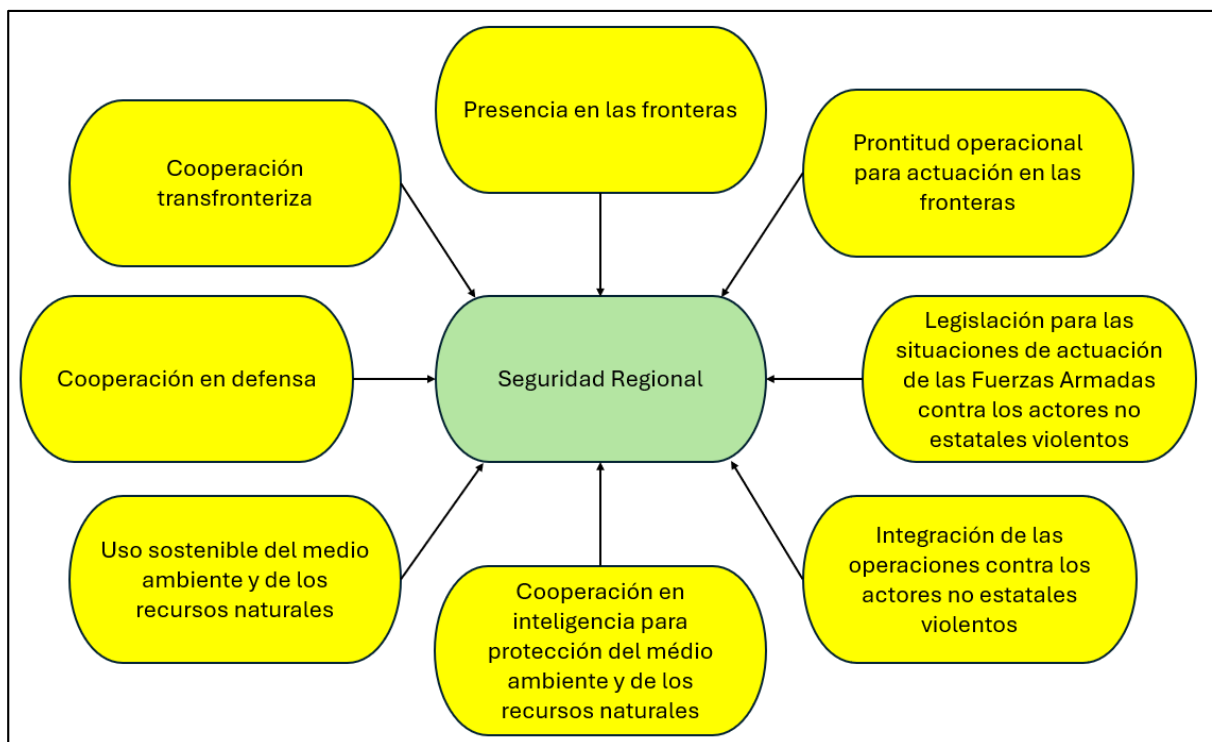 Presencia en las fronteras
Cooperación
transfronteriza
Prontitud operacional
para actuación en las
fronteras
Cooperación en defensa
Seguridad Regional
Legislación para las
situaciones de actuación
de las Fuerzas Armadas
contra los actores no
estatales violentos
Uso sostenible del medio
ambiente y de los
recursos naturales
Cooperación en
inteligencia para
protección del médio
ambiente y de los
recursos naturales
Integración de las
operaciones contra los
actores no estatales
violentos